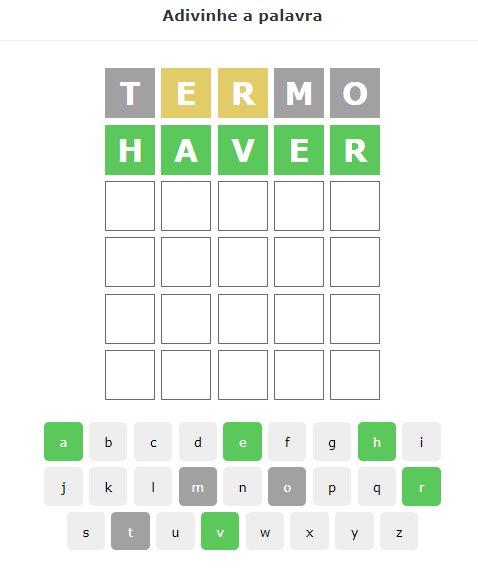 Adivinhe a palavra
T E R M O
H A V E R
a b c d e f g h i
j k l m n o p q r
s t u v w x y z